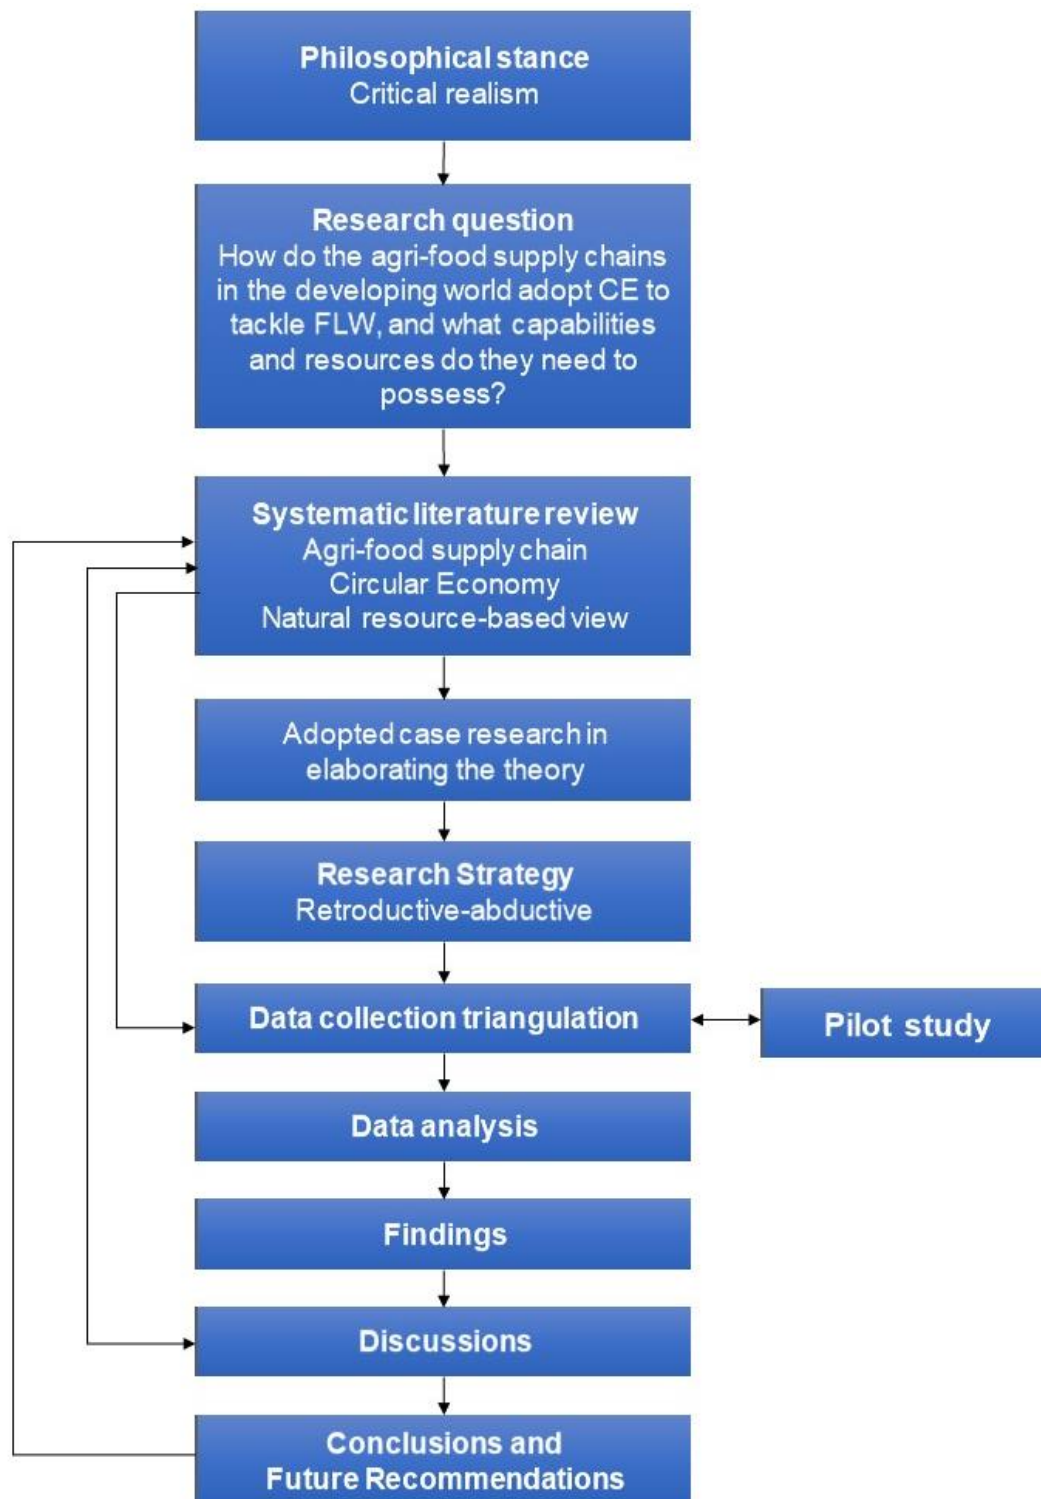 Philosophical stance
Critical realism
Research question
How do the agri-food supply chains
in the developing world adopt CE to
tackle FLW, and what capabilities
and resources do they need to
possess?
Systematic literature review
Agri-food supply chain
Circular Economy
Natural resource-based view
Adopted case research in
elaborating the theory
Research Strategy
Retroductive-abductive
Data collection triangulation
Pilot study
Data analysis
Findings
Discussions
Conclusions and
Future Recommendations